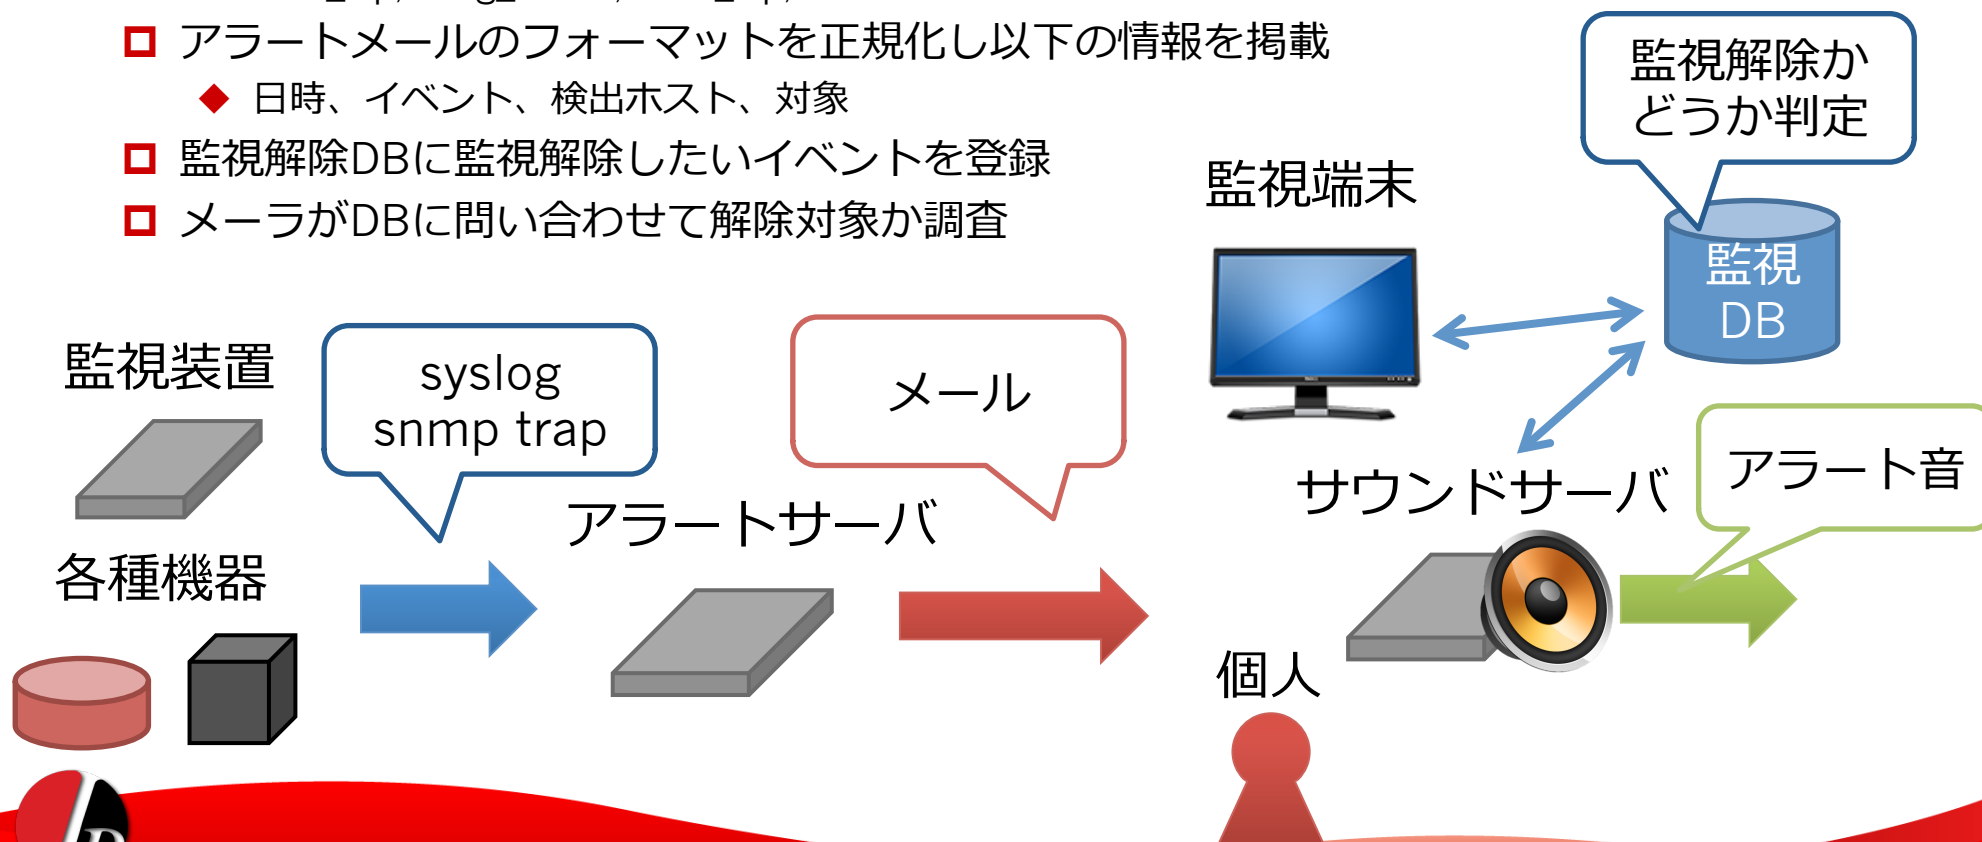 アラートメールのフォーマットを正規化し以下の情報を掲載
日時、イベント、検出ホスト、対象
監視解除DBに監視解除したいイベントを登録
メーラがDBに問い合わせて解除対象か調査
監視解除か
どうか判定
監視端末
監視
DB
監視装置
syslog
snmp trap
メール
アラート音
サウンドサーバ
アラートサーバ
各種機器
個人